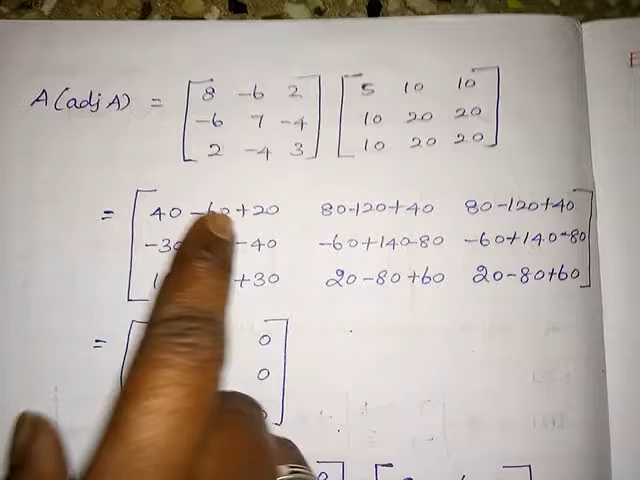 A(adj A) = [8 -6 2] [5 10 10]
[-6 7 -4] [10 20 20]
[2 -4 3] [10 20 20]
= [40 -60+20 80-120+40 80-120+40]
-40 -60+140-80 -60+140-80
+30 20-80+60 20-80+60
= 0
0